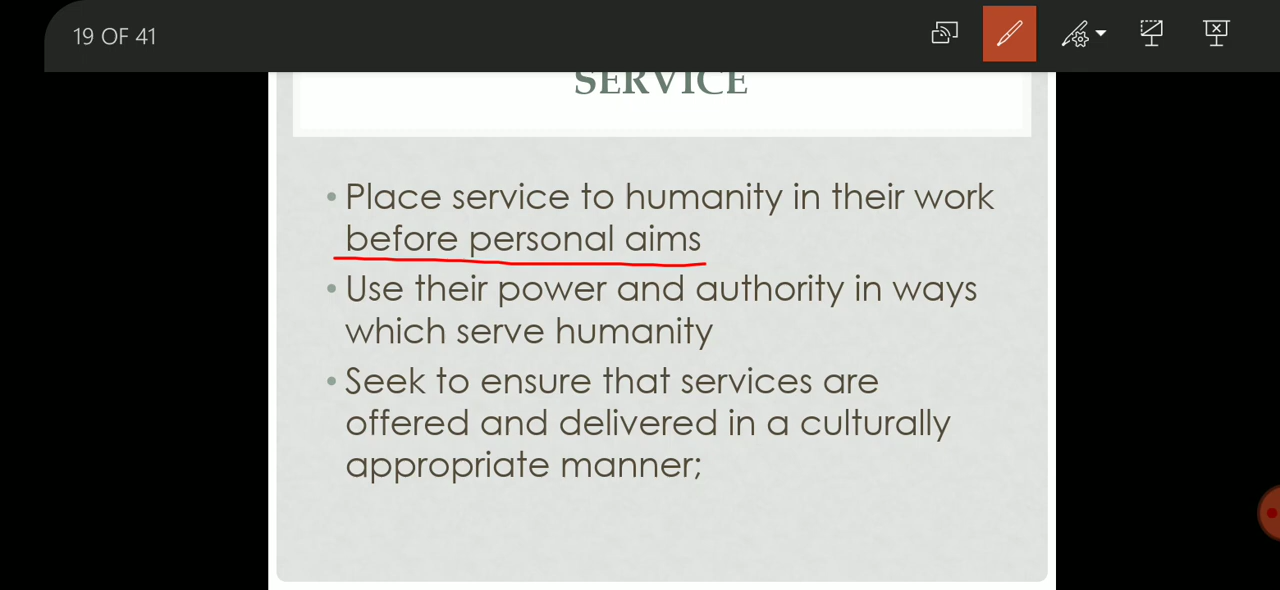 19 OF 41
SERVICE
• Place service to humanity in their work
before personal aims
• Use their power and authority in ways
which serve humanity
• Seek to ensure that services are
offered and delivered in a culturally
appropriate manner;